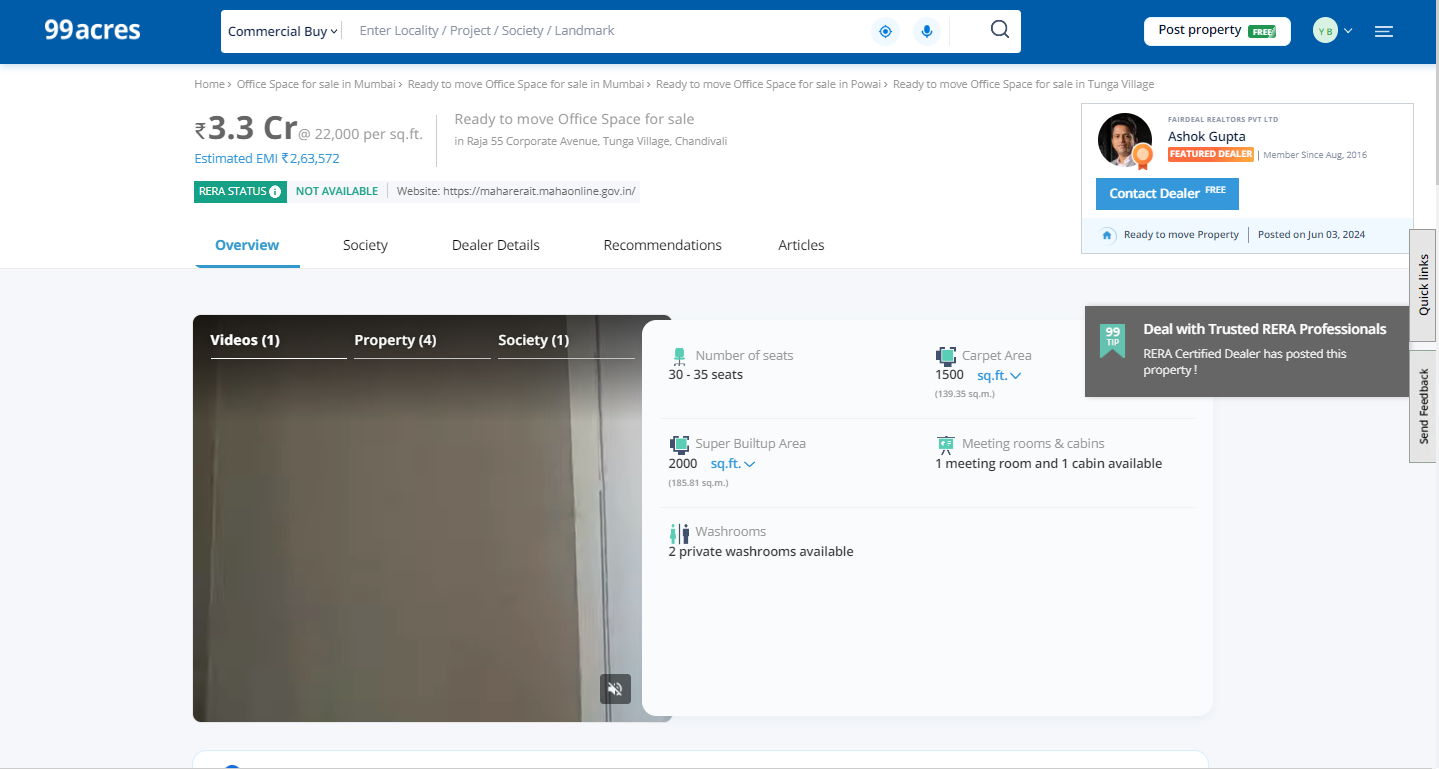 99acres
Commercial Buy
Enter Locality / Project / Society / Landmark
Post property FREE
Y B
Home › Office Space for sale in Mumbai › Ready to move Office Space for sale in Mumbai › Ready to move Office Space for sale in Powai › Ready to move Office Space for sale in Tunga Village
₹3.3 Cr @ 22,000 per sq.ft.
Estimated EMI ₹2,63,572
Ready to move Office Space for sale
in Raja 55 Corporate Avenue, Tunga Village, Chandivali
RERA STATUS i NOT AVAILABLE Website: https://maharerait.mahaonline.gov.in/
FAIRDEAL REALTORS PVT LTD
Ashok Gupta
FEATURED DEALER | Member Since Aug, 2016
Contact Dealer FREE
Ready to move Property | Posted on Jun 03, 2024
Overview Society Dealer Details Recommendations Articles
Quick links
Send Feedback
99 TIP
Deal with Trusted RERA Professionals
RERA Certified Dealer has posted this
property !
Videos (1) Property (4) Society (1)
Number of seats
30 - 35 seats
Carpet Area
1500 sq.ft.
(139.35 sq.m.)
Super Builtup Area
2000 sq.ft.
(185.81 sq.m.)
Meeting rooms & cabins
1 meeting room and 1 cabin available
Washrooms
2 private washrooms available